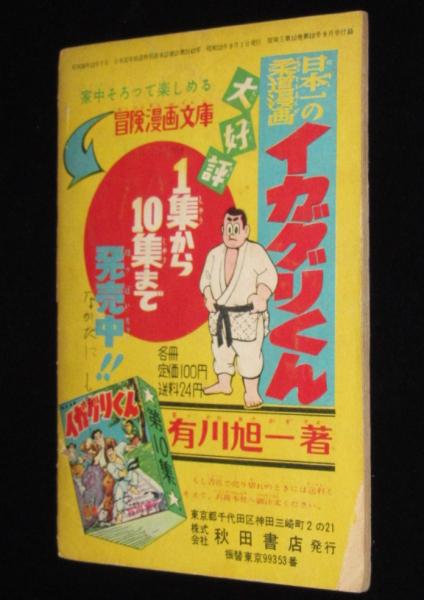 家中そろって楽しめる
冒険漫画文庫
大好評
日本一の
柔道漫画
イガグリくん
1集から
10集まで
発売中!!
各冊
定価100円
送料24円
イガグリくん
第10集
有川旭一著
東京都千代田区神田三崎町2の21
株式会社 秋田書店 発行
振替東京99353番